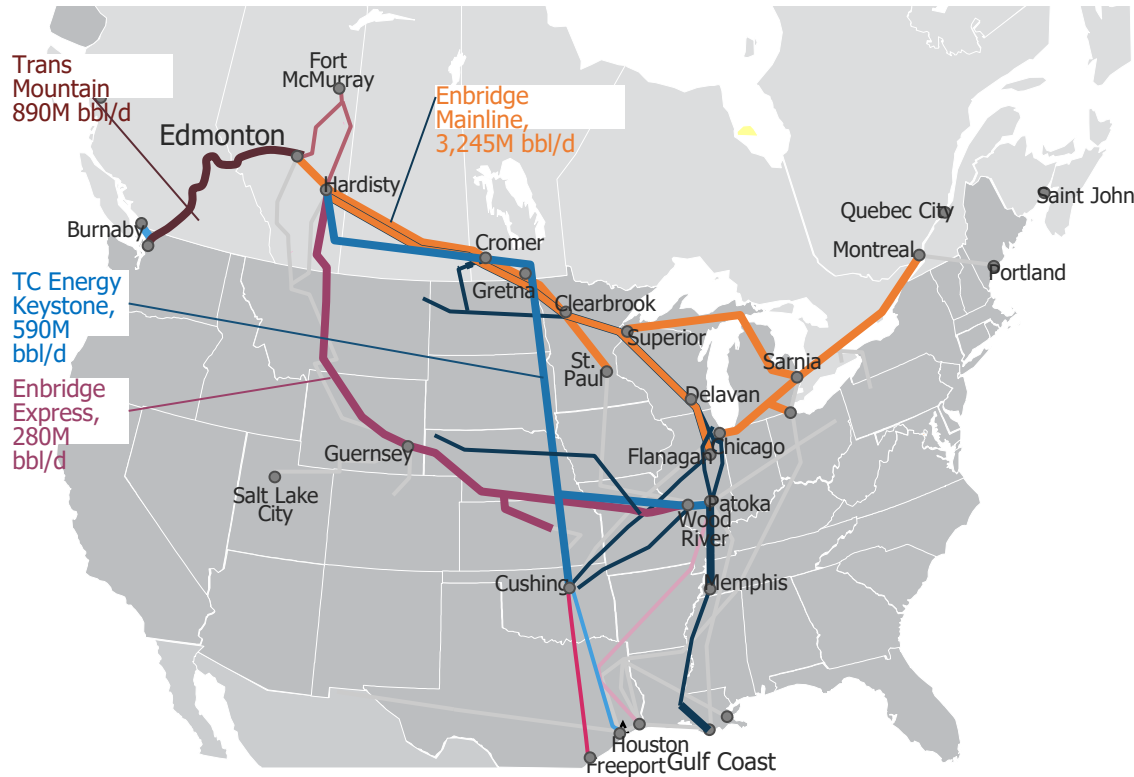 Trans
Mountain
890M bbl/d
Fort
McMurray
Enbridge
Mainline,
3,245M bbl/d
Edmonton
Hardisty
Burnaby
Cromer
Gretna
Clearbrook
Superior
St.
Paul
Quebec City
Saint John
Montreal
Portland
Sarnia
TC Energy
Keystone,
590M
bbl/d
Enbridge
Express,
280M
bbl/d
Delavan
Chicago
Flanagan
Guernsey
Salt Lake
City
Patoka
Wood
River
Cushing
Memphis
Houston
Freeport
Gulf Coast